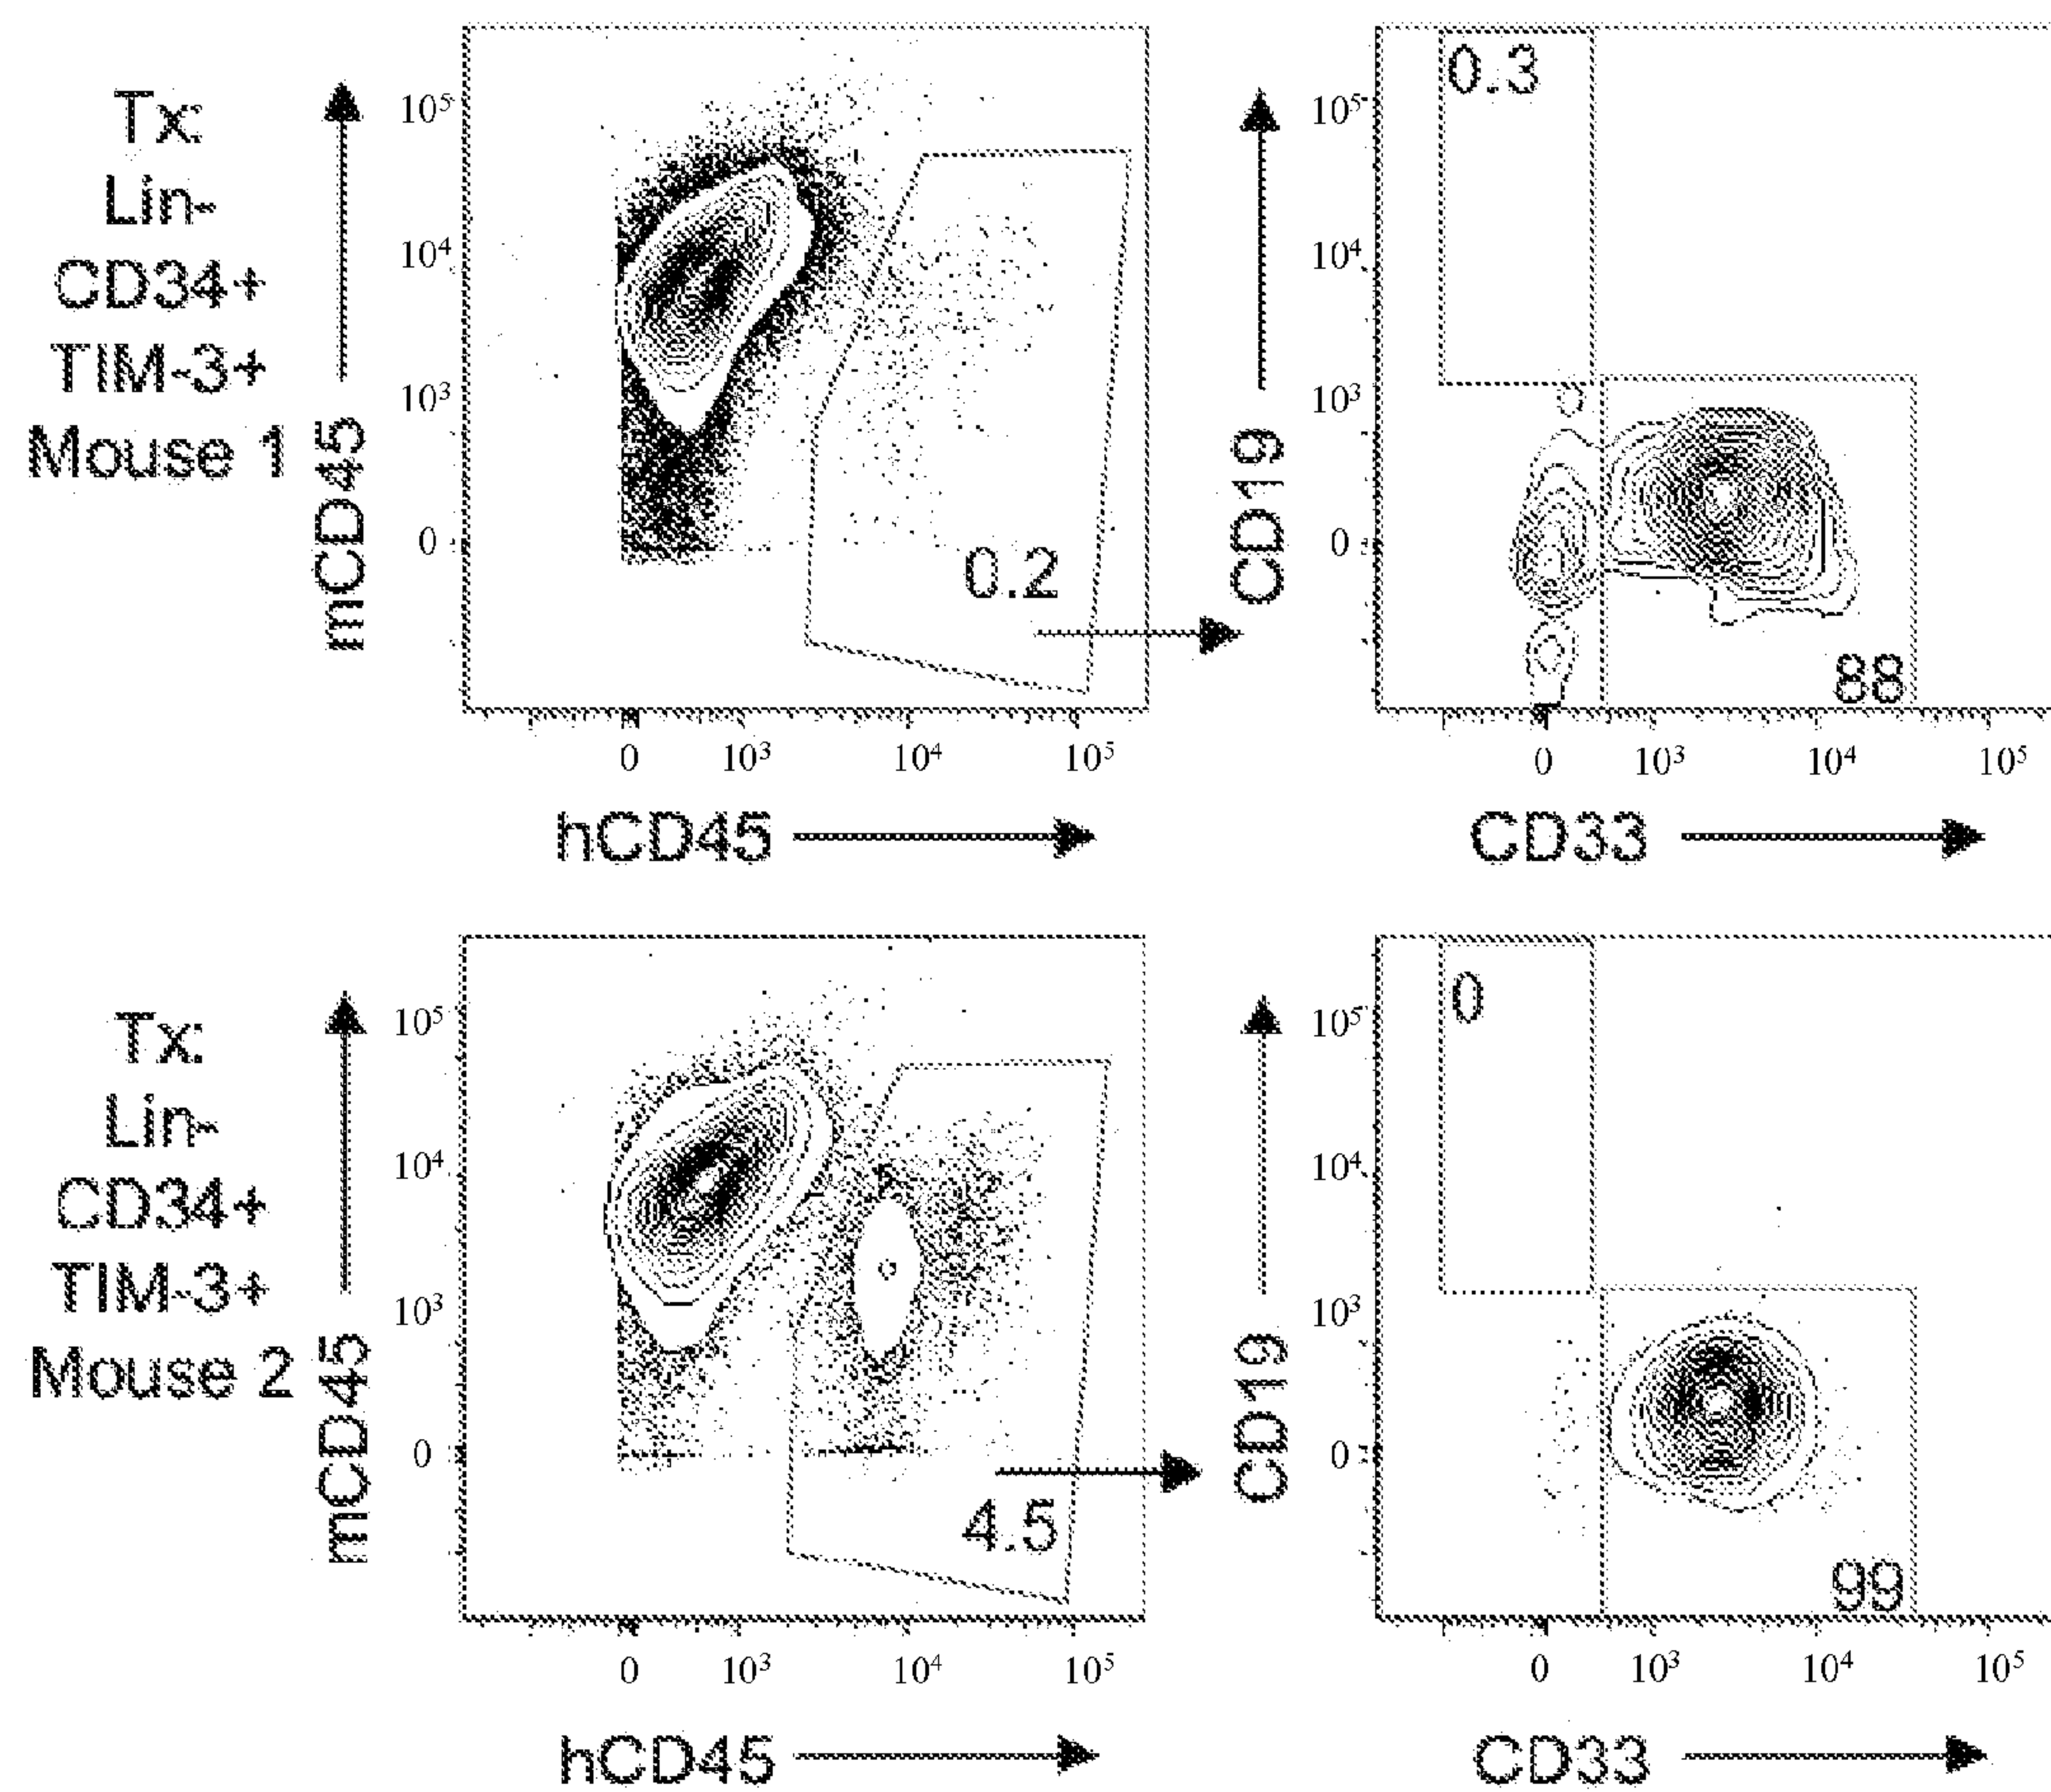 Tx:
Lin-
CD34+
TIM-3+
Mouse 1
mCD45
10⁵
10⁴
10³
0
0.2
0 10³ 10⁴ 10⁵
hCD45
CD19
10⁵
10⁴
10³
0
0.3
88
0 10³ 10⁴ 10⁵
CD33
Tx:
Lin-
CD34+
TIM-3+
Mouse 2
mCD45
10⁵
10⁴
10³
0
4.5
0 10³ 10⁴ 10⁵
hCD45
CD19
10⁵
10⁴
10³
0
0
99
0 10³ 10⁴ 10⁵
CD33